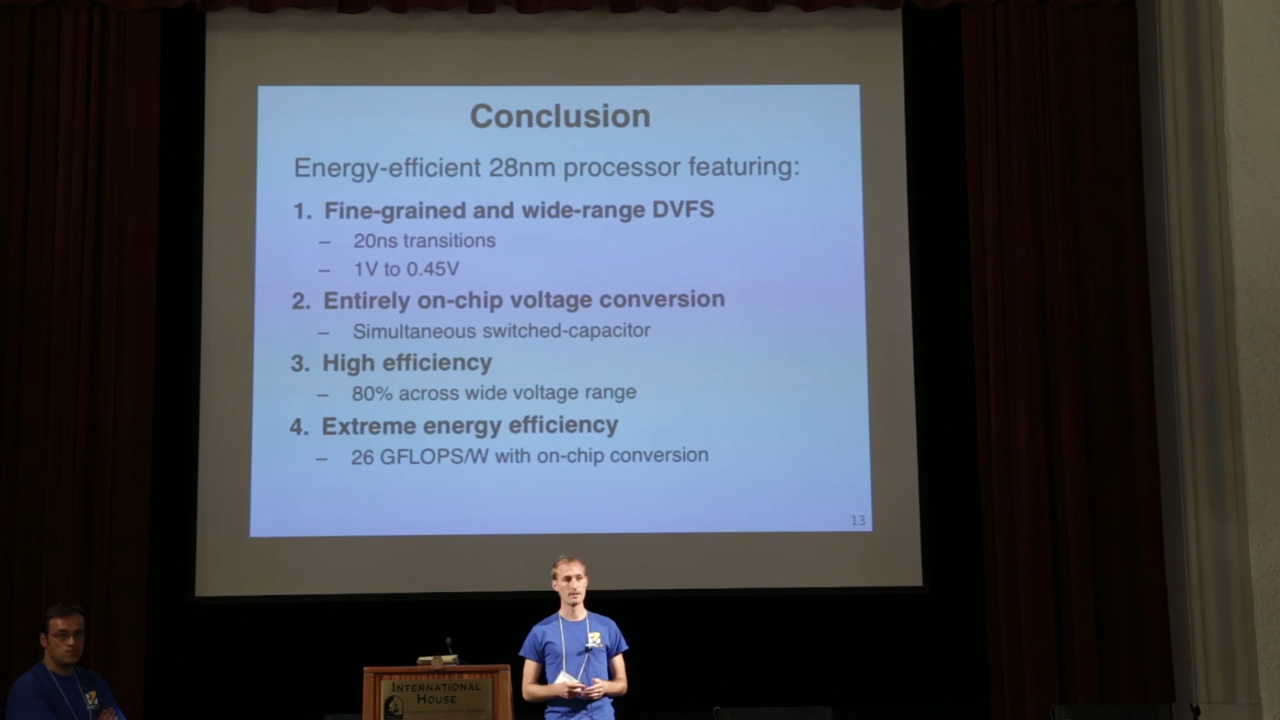 Conclusion
Energy-efficient 28nm processor featuring:
1. Fine-grained and wide-range DVFS
– 20ns transitions
– 1V to 0.45V
2. Entirely on-chip voltage conversion
– Simultaneous switched-capacitor
3. High efficiency
– 80% across wide voltage range
4. Extreme energy efficiency
– 26 GFLOPS/W with on-chip conversion
13
INTERNATIONAL
HOUSE